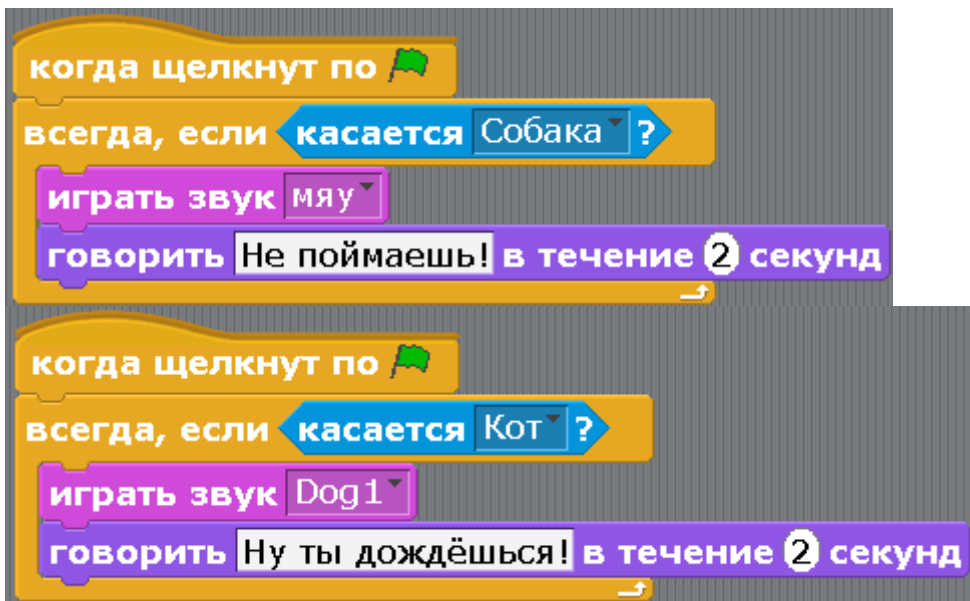 когда щелкнут по
всегда, если касается Собака ?
играть звук мяу
говорить Не поймаешь! в течение 2 секунд
когда щелкнут по
всегда, если касается Кот ?
играть звук Dog1
говорить Ну ты дождёшься! в течение 2 секунд